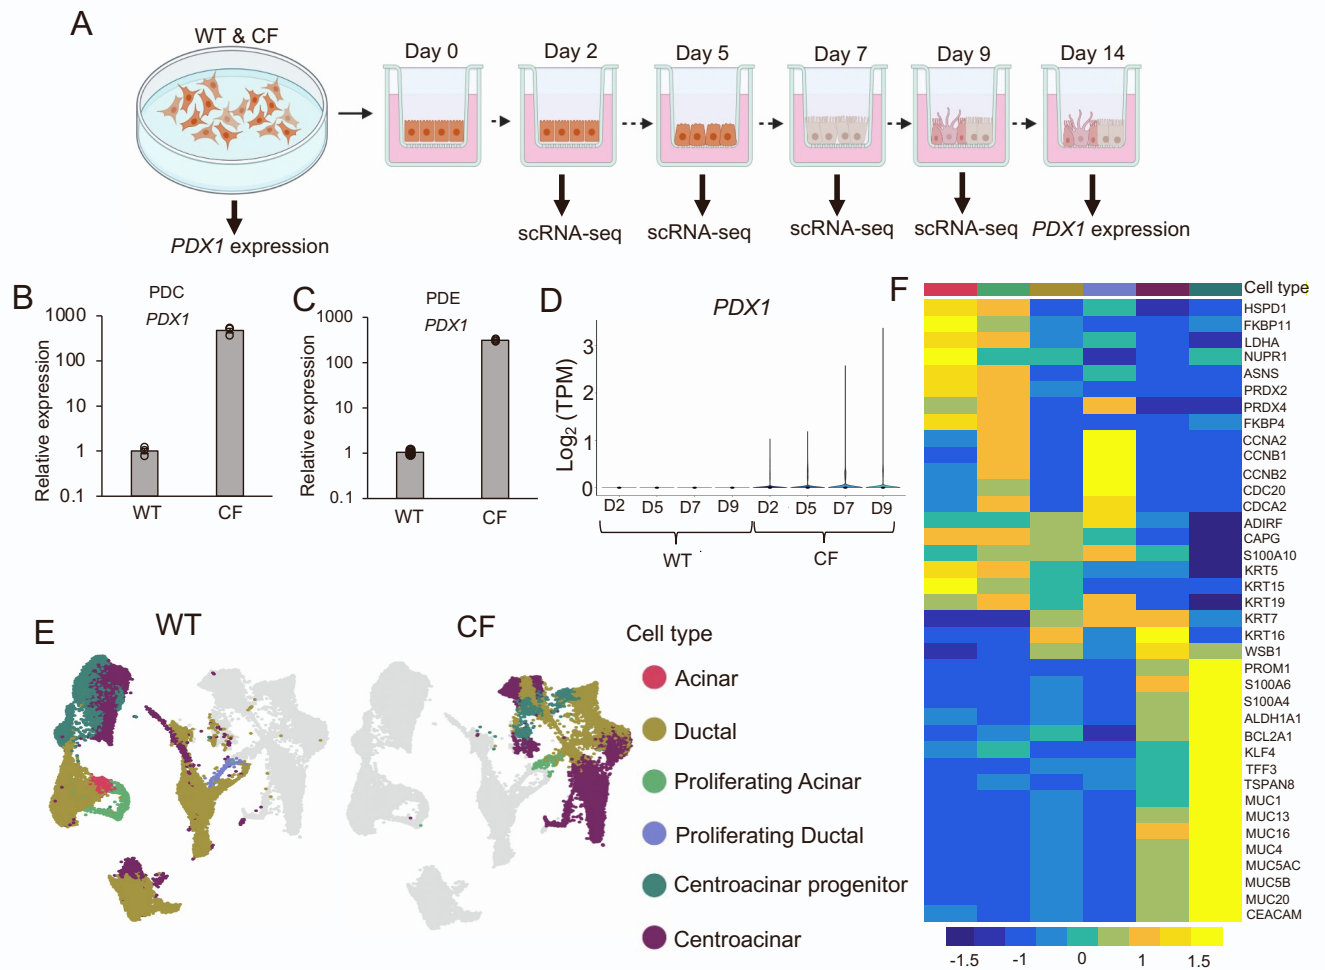 A
WT & CF
Day 0
Day 2
Day 5
Day 7
Day 9
Day 14
PDX1 expression
scRNA-seq
scRNA-seq
scRNA-seq
scRNA-seq
PDX1 expression
B
PDC
PDX1
Relative expression
1000
100
10
1
0.1
WT
CF
C
PDE
PDX1
Relative expression
1000
100
10
1
0.1
WT
CF
D
PDX1
Log2 (TPM)
3
2
1
0
D2 D5 D7 D9 D2 D5 D7 D9
WT
CF
E
WT
CF
Cell type
Acinar
Ductal
Proliferating Acinar
Proliferating Ductal
Centroacinar progenitor
Centroacinar
F
Cell type
HSPD1
FKBP11
LDHA
NUPR1
ASNS
PRDX2
PRDX4
FKBP4
CCNA2
CCNB1
CCNB2
CDC20
CDCA2
ADIRF
CAPG
S100A10
KRT5
KRT15
KRT19
KRT7
KRT16
WSB1
PROM1
S100A6
S100A4
ALDH1A1
BCL2A1
KLF4
TFF3
TSPAN8
MUC1
MUC13
MUC16
MUC4
MUC5AC
MUC5B
MUC20
CEACAM
-1.5 -1 0 1 1.5